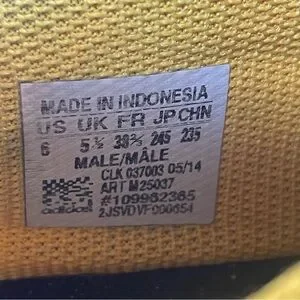 MADE IN INDONESIA
US UK FR JP CHN
6 5½ 38⅔ 245 235
MALE/MÂLE
CLK 037003 05/14
ART M25037
#109982365
adidas 2JSVDVF000654